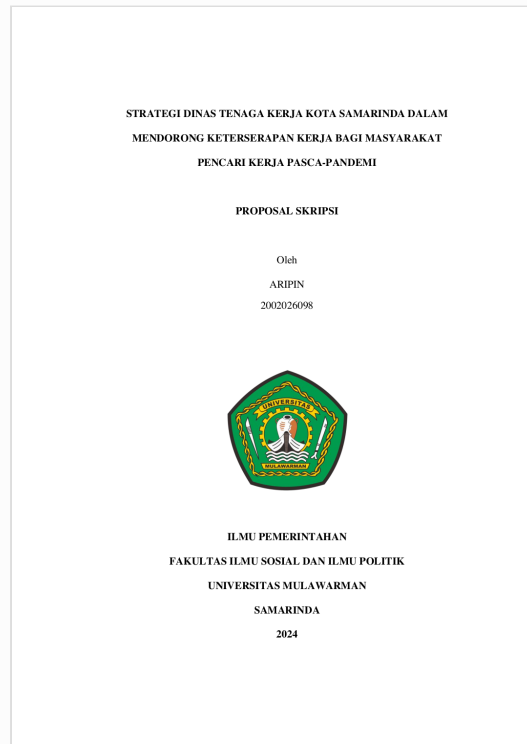 STRATEGI DINAS TENAGA KERJA KOTA SAMARINDA DALAM
MENDORONG KETERSERAPAN KERJA BAGI MASYARAKAT
PENCARI KERJA PASCA-PANDEMI
PROPOSAL SKRIPSI
Oleh
ARIPIN
2002026098
UNIVERSITAS
MULAWARMAN
ILMU PEMERINTAHAN
FAKULTAS ILMU SOSIAL DAN ILMU POLITIK
UNIVERSITAS MULAWARMAN
SAMARINDA
2024